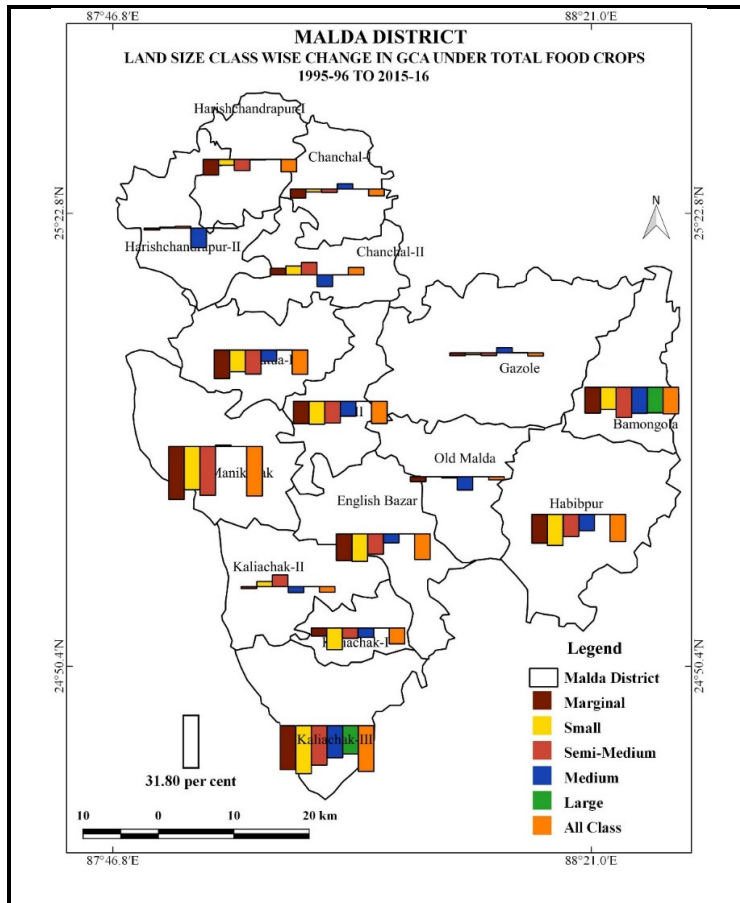 87°46.8'E 88°21.0'E
MALDA DISTRICT
LAND SIZE CLASS WISE CHANGE IN GCA UNDER TOTAL FOOD CROPS
1995-96 TO 2015-16
Harishchandrapur-I
Chanchal-I
N
25°22.8'N 25°22.8'N
Harishchandrapur-II
Chanchal-II
Gazole
Bamongola
Old Malda
English Bazar
Habibpur
Kaliachak-II
Kaliachak-I
24°50.4'N 24°50.4'N
Legend
Malda District
Marginal
Small
Semi-Medium
Medium
Large
All Class
Kaliachak-III
31.80 per cent
10 0 10 20 km
87°46.8'E 88°21.0'E